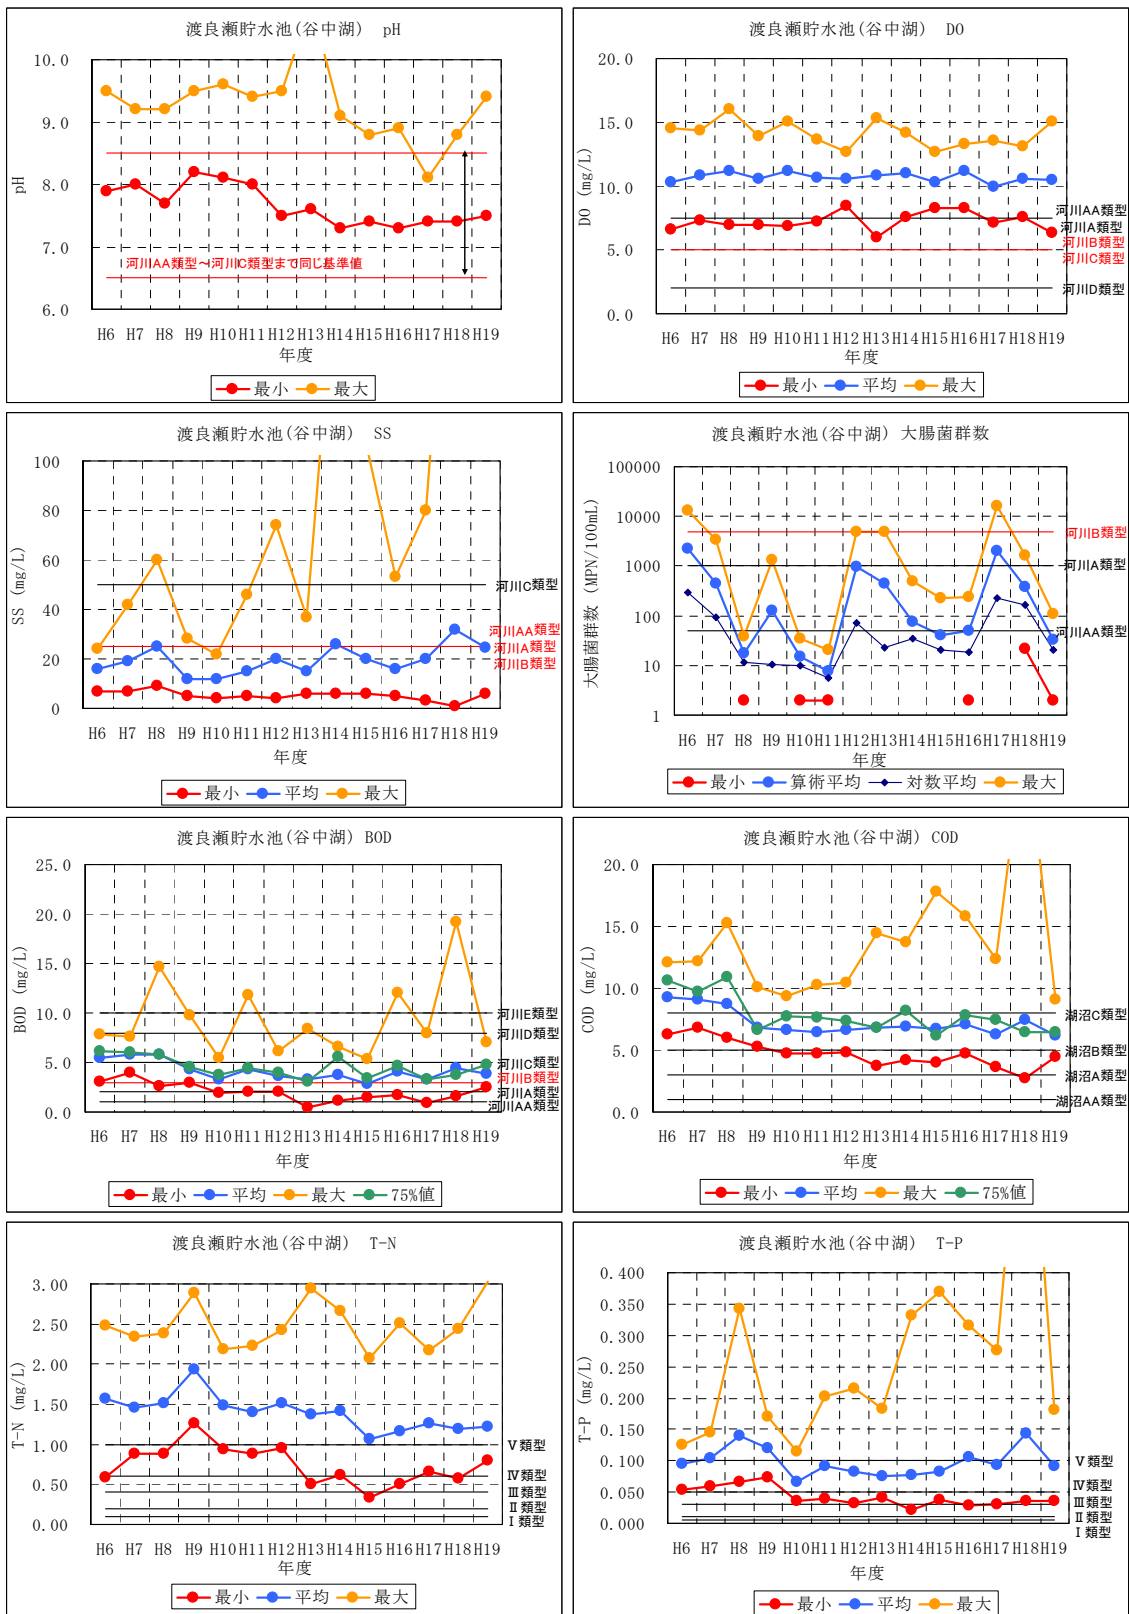 渡良瀬貯水池(谷中湖) pH
10.0
9.0
8.0
7.0
6.0
pH
河川AA類型～河川C類型まで同じ基準値
H6 H7 H8 H9 H10 H11 H12 H13 H14 H15 H16 H17 H18 H19
年度
最小 最大
渡良瀬貯水池(谷中湖) DO
20.0
15.0
10.0
5.0
0.0
DO (mg/L)
河川AA類型
河川A類型
河川B類型
河川C類型
河川D類型
H6 H7 H8 H9 H10 H11 H12 H13 H14 H15 H16 H17 H18 H19
年度
最小 平均 最大
渡良瀬貯水池(谷中湖) SS
100
80
60
40
20
0
SS (mg/L)
河川C類型
河川AA類型
河川A類型
河川B類型
H6 H7 H8 H9 H10 H11 H12 H13 H14 H15 H16 H17 H18 H19
年度
最小 平均 最大
渡良瀬貯水池(谷中湖) 大腸菌群数
100000
10000
1000
100
10
1
大腸菌群数 (MPN/100mL)
河川B類型
河川A類型
河川AA類型
H6 H7 H8 H9 H10 H11 H12 H13 H14 H15 H16 H17 H18 H19
年度
最小 算術平均 対数平均 最大
渡良瀬貯水池(谷中湖) BOD
25.0
20.0
15.0
10.0
5.0
0.0
BOD (mg/L)
河川E類型
河川D類型
河川C類型
河川B類型
河川A類型
河川AA類型
H6 H7 H8 H9 H10 H11 H12 H13 H14 H15 H16 H17 H18 H19
年度
最小 平均 最大 75%値
渡良瀬貯水池(谷中湖) COD
20.0
15.0
10.0
5.0
0.0
COD (mg/L)
湖沼C類型
湖沼B類型
湖沼A類型
湖沼AA類型
H6 H7 H8 H9 H10 H11 H12 H13 H14 H15 H16 H17 H18 H19
年度
最小 平均 最大 75%値
渡良瀬貯水池(谷中湖) T-N
3.00
2.50
2.00
1.50
1.00
0.50
0.00
T-N (mg/L)
Ⅴ類型
Ⅳ類型
Ⅲ類型
Ⅱ類型
Ⅰ類型
H6 H7 H8 H9 H10 H11 H12 H13 H14 H15 H16 H17 H18 H19
年度
最小 平均 最大
渡良瀬貯水池(谷中湖) T-P
0.400
0.350
0.300
0.250
0.200
0.150
0.100
0.050
0.000
T-P (mg/L)
Ⅴ類型
Ⅳ類型
Ⅲ類型
Ⅱ類型
Ⅰ類型
H6 H7 H8 H9 H10 H11 H12 H13 H14 H15 H16 H17 H18 H19
年度
最小 平均 最大